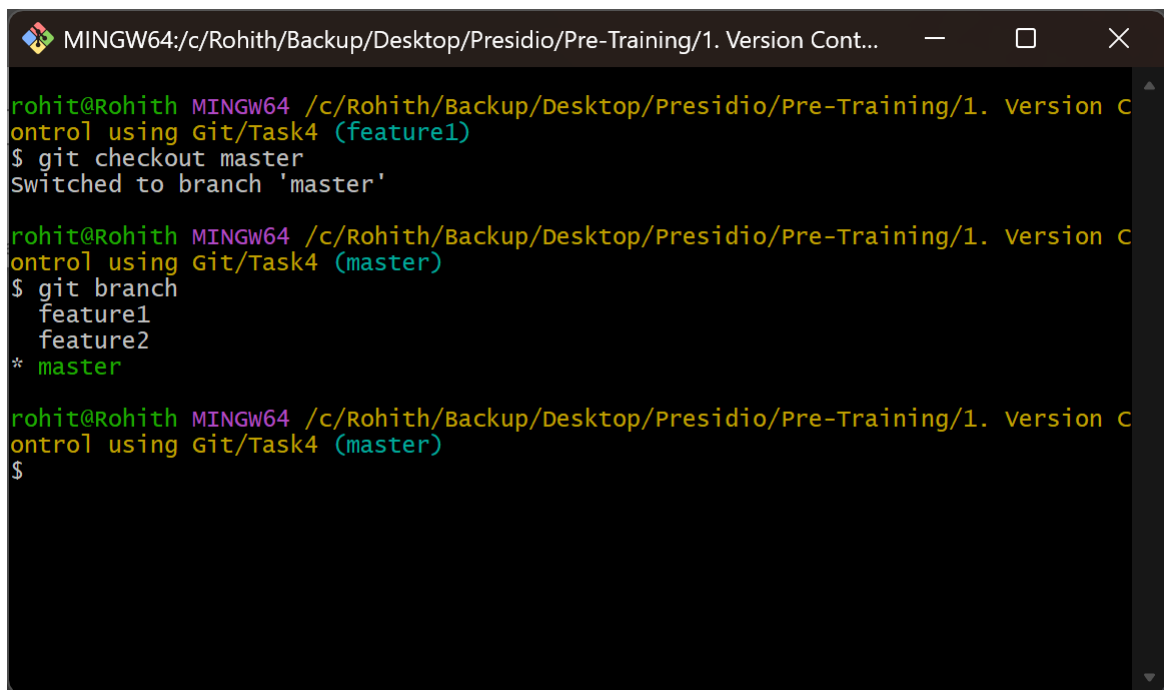 MINGW64:/c/Rohith/Backup/Desktop/Presidio/Pre-Training/1. Version Cont...
rohit@Rohith MINGW64 /c/Rohith/Backup/Desktop/Presidio/Pre-Training/1. Version C
ontrol using Git/Task4 (feature1)
$ git checkout master
Switched to branch 'master'
rohit@Rohith MINGW64 /c/Rohith/Backup/Desktop/Presidio/Pre-Training/1. Version C
ontrol using Git/Task4 (master)
$ git branch
  feature1
  feature2
* master
rohit@Rohith MINGW64 /c/Rohith/Backup/Desktop/Presidio/Pre-Training/1. Version C
ontrol using Git/Task4 (master)
$